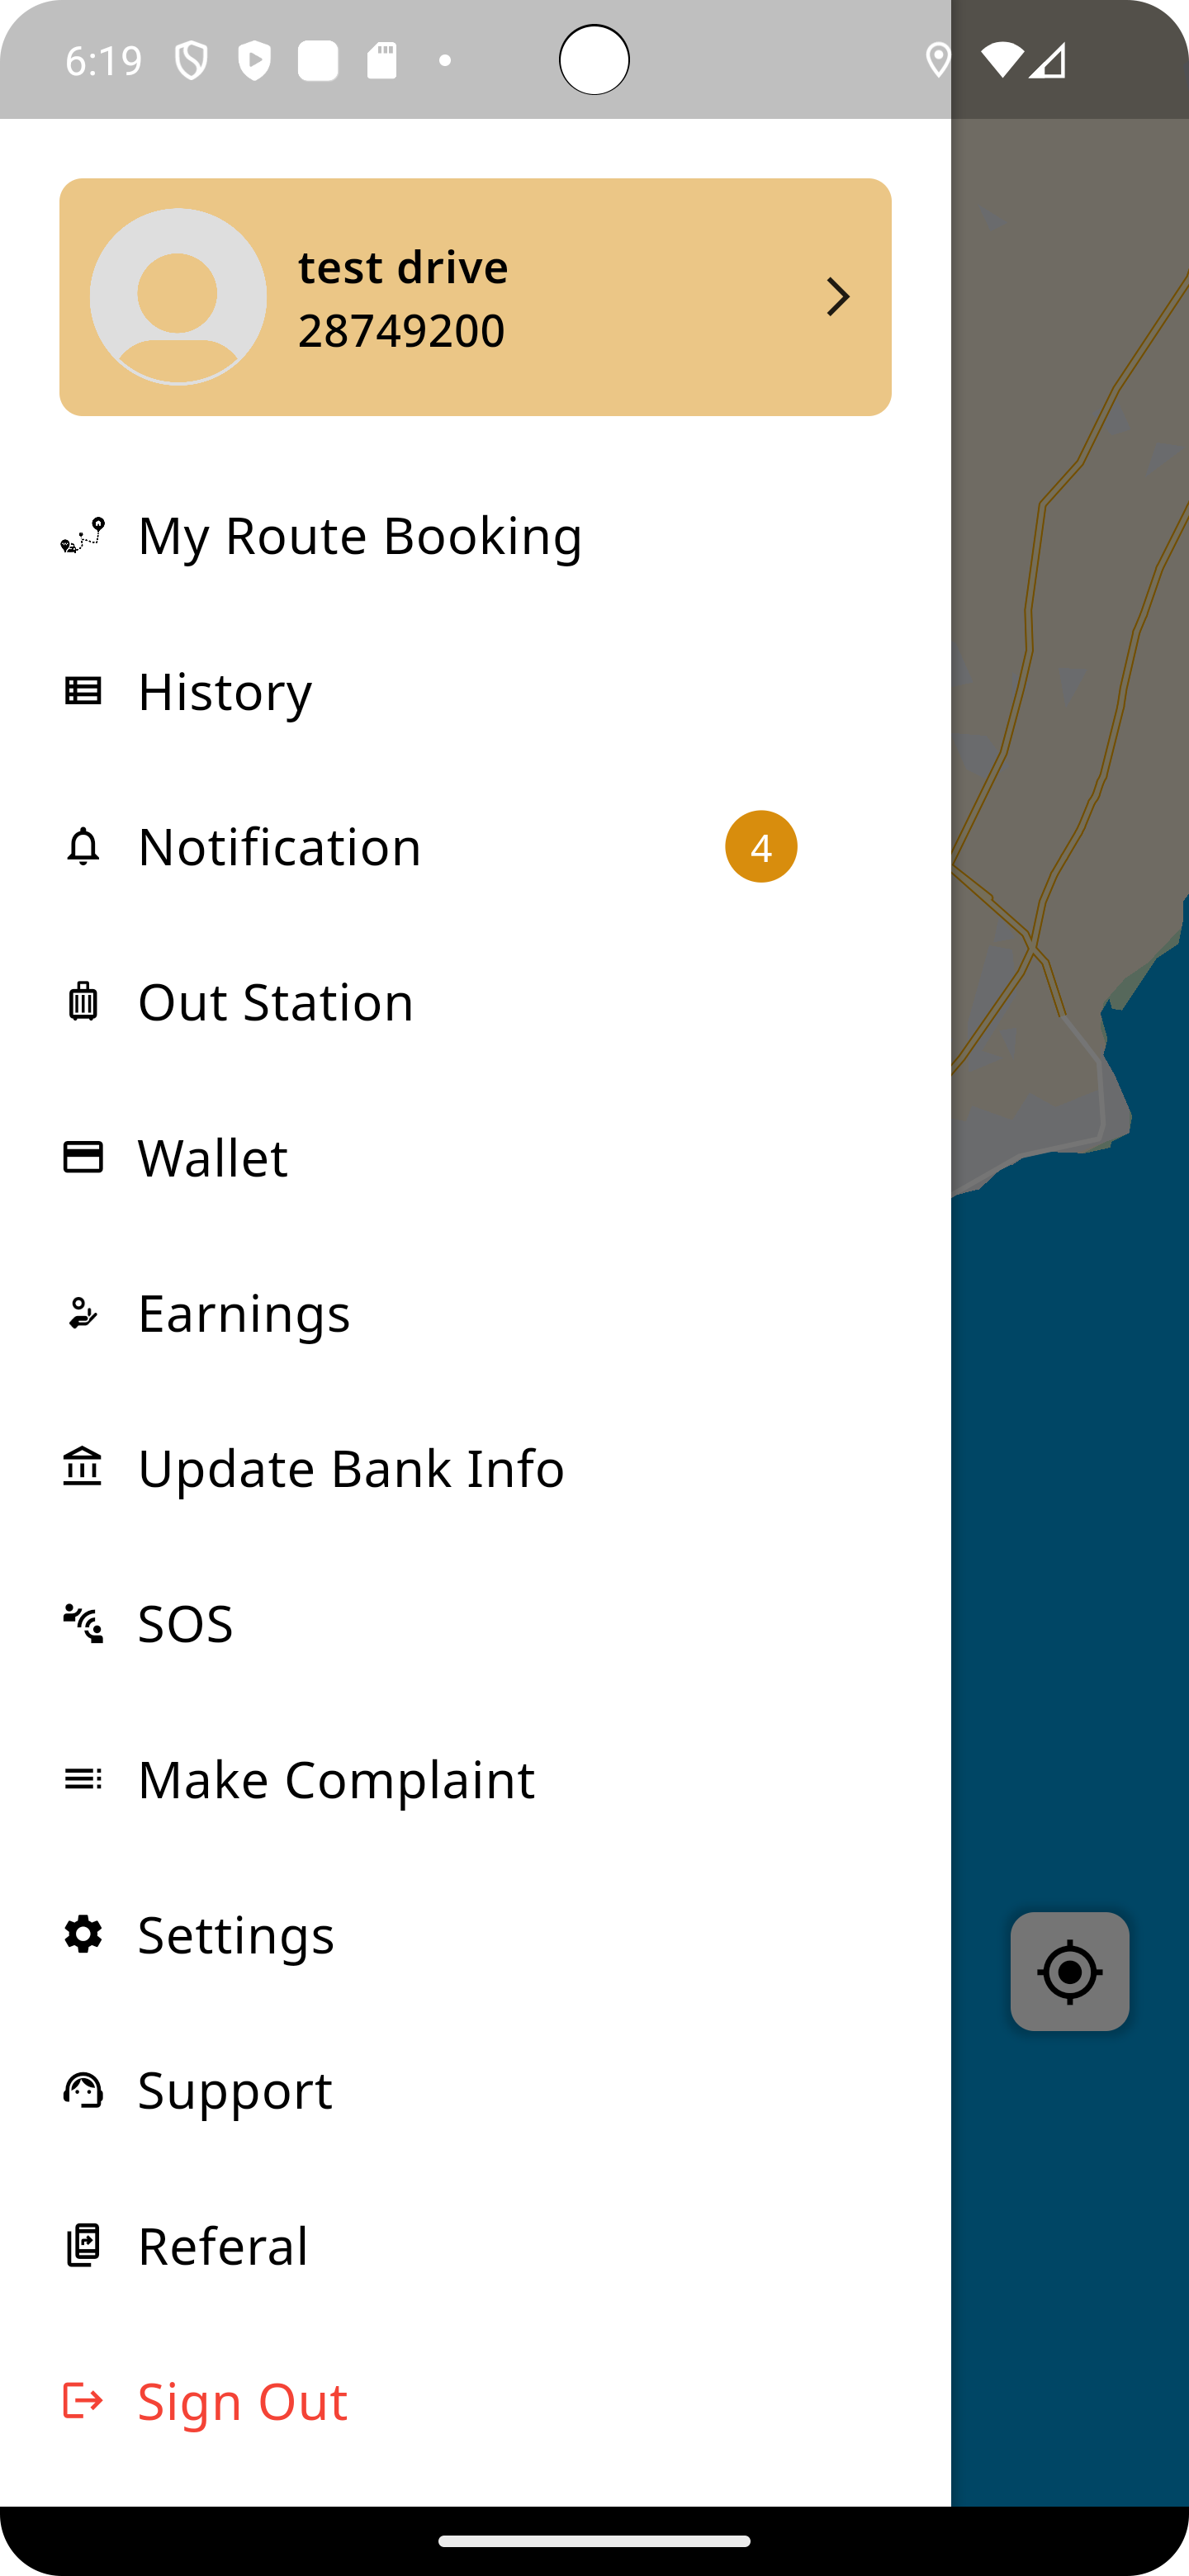 6:19
test drive
28749200
My Route Booking
History
Notification
4
Out Station
Wallet
Earnings
Update Bank Info
SOS
Make Complaint
Settings
Support
Referal
Sign Out